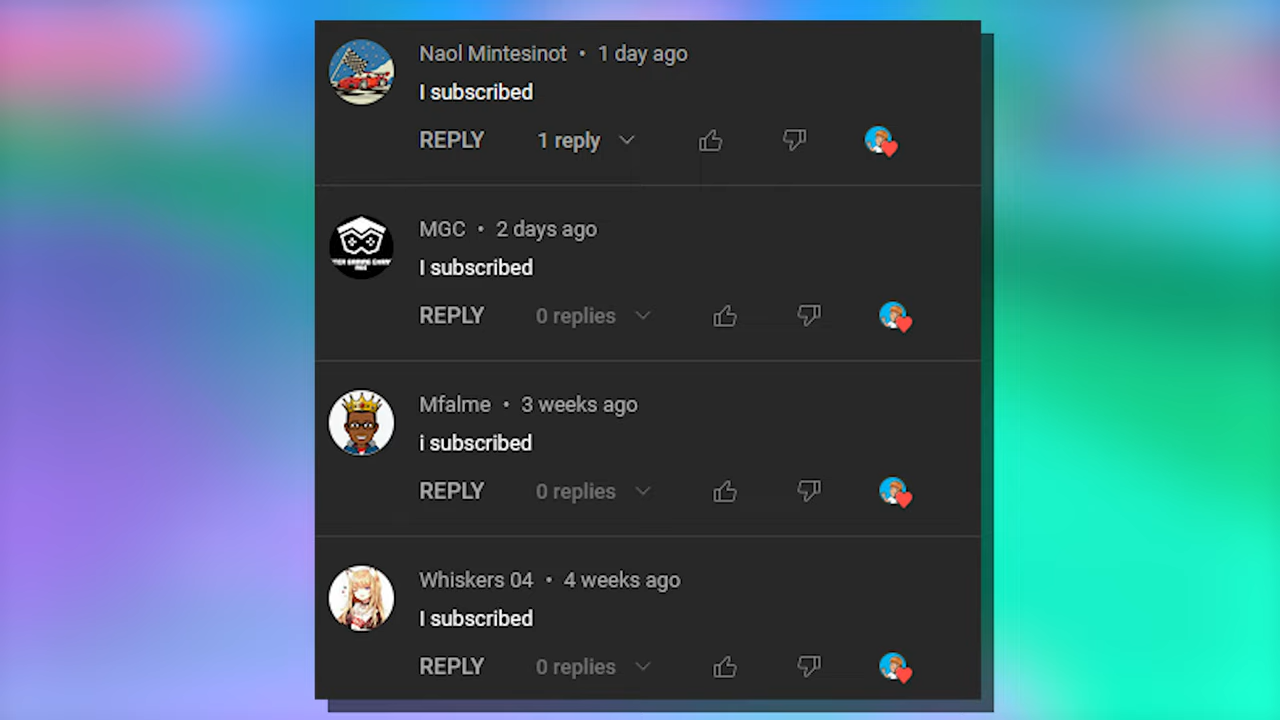 Naol Mintesinot • 1 day ago
I subscribed
REPLY 1 reply
MGC • 2 days ago
I subscribed
REPLY 0 replies
Mfalme • 3 weeks ago
i subscribed
REPLY 0 replies
Whiskers 04 • 4 weeks ago
I subscribed
REPLY 0 replies